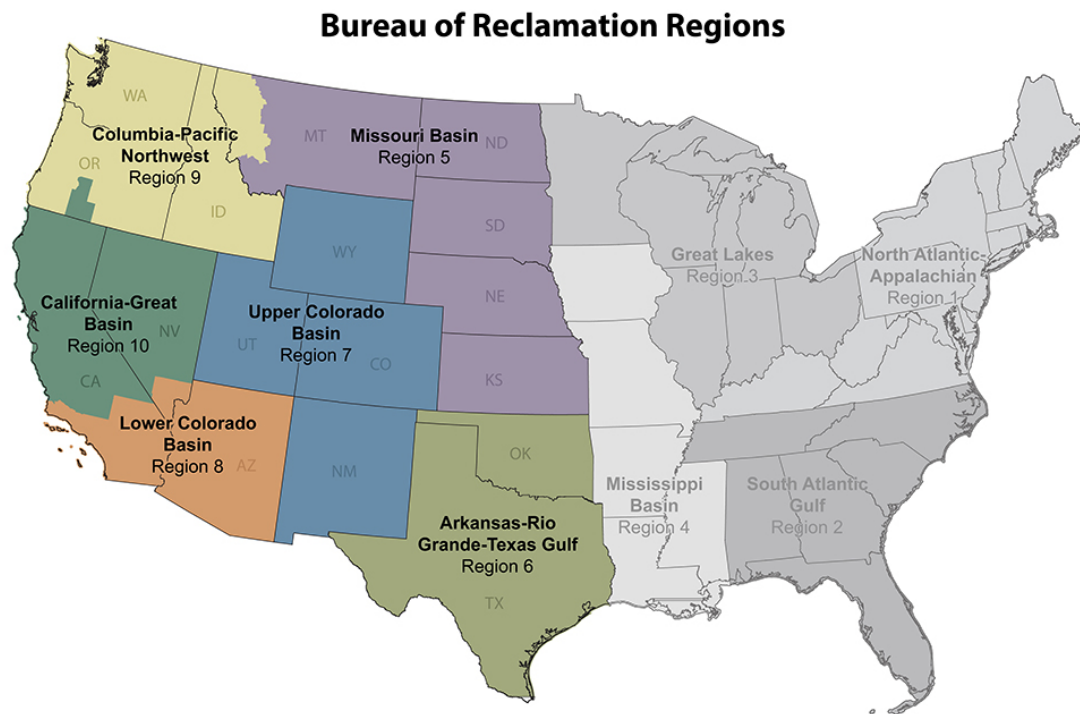 Bureau of Reclamation Regions
WA
Columbia-Pacific
Northwest
Region 9
OR
ID
MT
Missouri Basin
Region 5
ND
SD
NE
KS
WY
Upper Colorado
Basin
Region 7
UT
CO
NM
California-Great
Basin
Region 10
NV
CA
Lower Colorado
Basin
Region 8
AZ
OK
Arkansas-Rio
Grande-Texas Gulf
Region 6
TX
Great Lakes
Region 3
North Atlantic-
Appalachian
Region 1
Mississippi
Basin
Region 4
South Atlantic
Gulf
Region 2